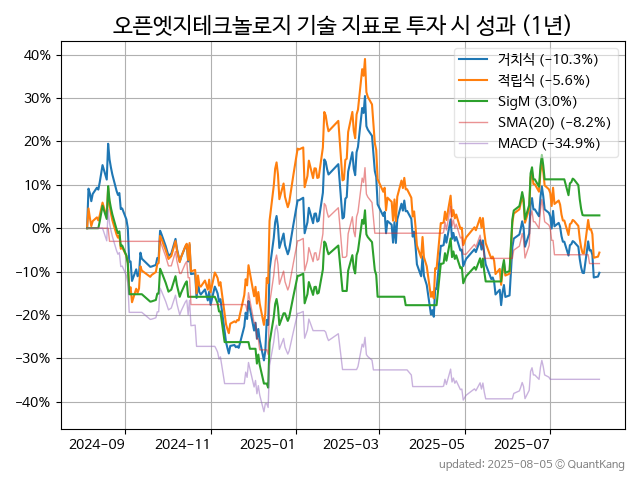 오픈엣지테크놀로지 기술 지표로 투자 시 성과 (1년)
40%
30%
20%
10%
0%
−10%
−20%
−30%
−40%
거치식 (−10.3%)
적립식 (−5.6%)
SigM (3.0%)
SMA(20) (−8.2%)
MACD (−34.9%)
2024-09
2024-11
2025-01
2025-03
2025-05
2025-07
updated: 2025-08-05 © QuantKang